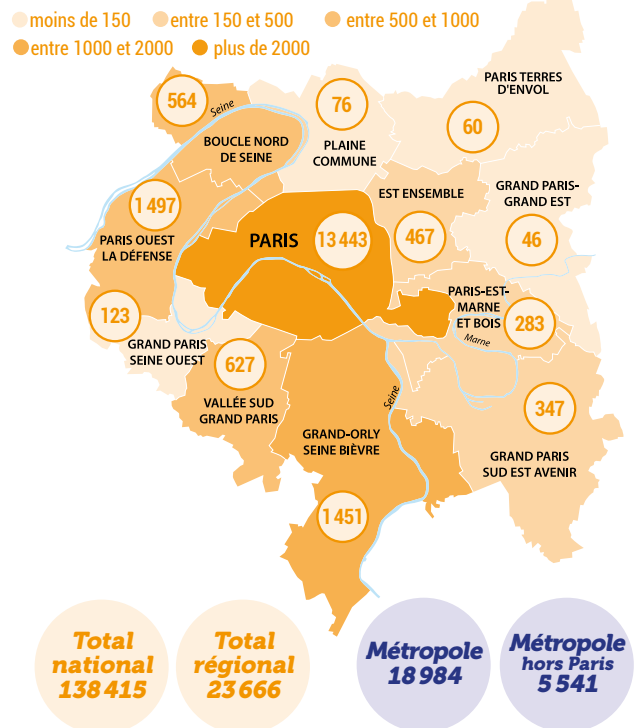 moins de 150
entre 150 et 500
entre 500 et 1000
entre 1000 et 2000
plus de 2000
PARIS TERRES
D'ENVOL
60
564
Seine
BOUCLE NORD
DE SEINE
76
PLAINE
COMMUNE
EST ENSEMBLE
467
GRAND PARIS-
GRAND EST
46
1 497
PARIS OUEST
LA DÉFENSE
PARIS
13 443
PARIS-EST-
MARNE
ET BOIS
283
Marne
123
GRAND PARIS
SEINE OUEST
627
VALLÉE SUD
GRAND PARIS
Seine
347
GRAND PARIS
SUD EST AVENIR
GRAND-ORLY
SEINE BIÈVRE
1 451
Total
national
138 415
Total
régional
23 666
Métropole
18 984
Métropole
hors Paris
5 541